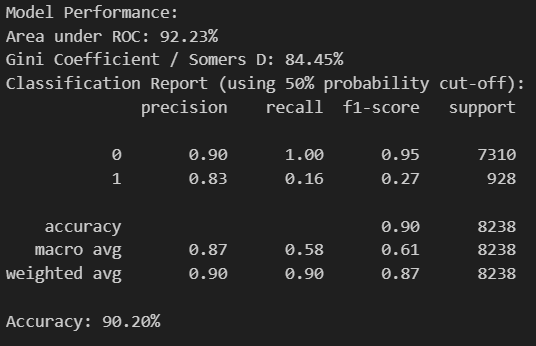 Model Performance:
Area under ROC: 92.23%
Gini Coefficient / Somers D: 84.45%
Classification Report (using 50% probability cut-off):
precision recall f1-score support
0 0.90 1.00 0.95 7310
1 0.83 0.16 0.27 928
accuracy 0.90 8238
macro avg 0.87 0.58 0.61 8238
weighted avg 0.90 0.90 0.87 8238
Accuracy: 90.20%